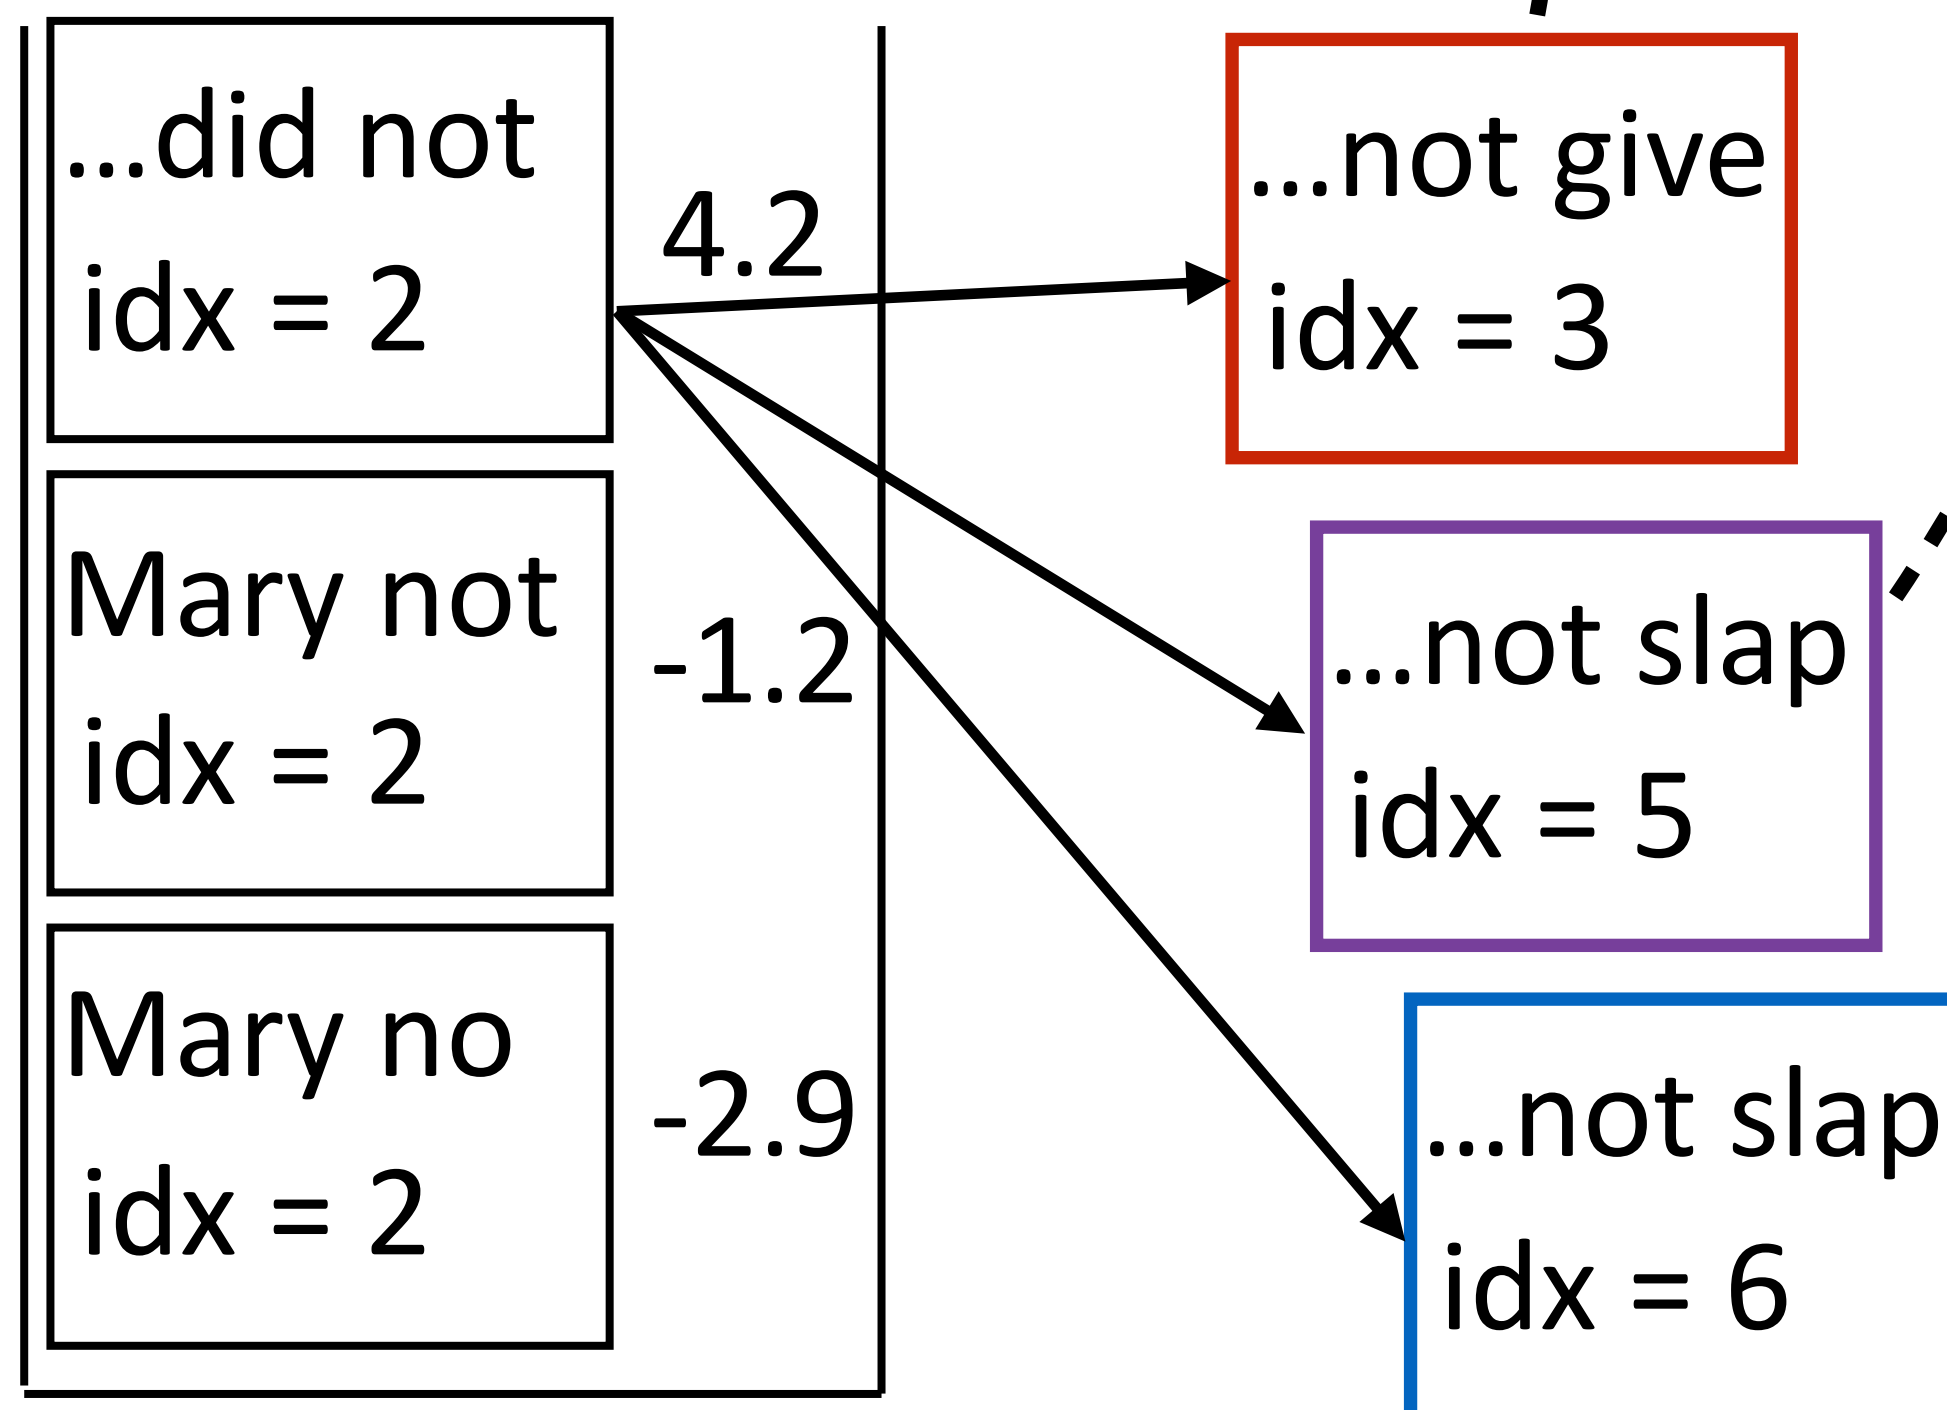 ...did not
idx = 2
4.2
Mary not
idx = 2
-1.2
Mary no
idx = 2
-2.9
...not give
idx = 3
...not slap
idx = 5
...not slap
idx = 6